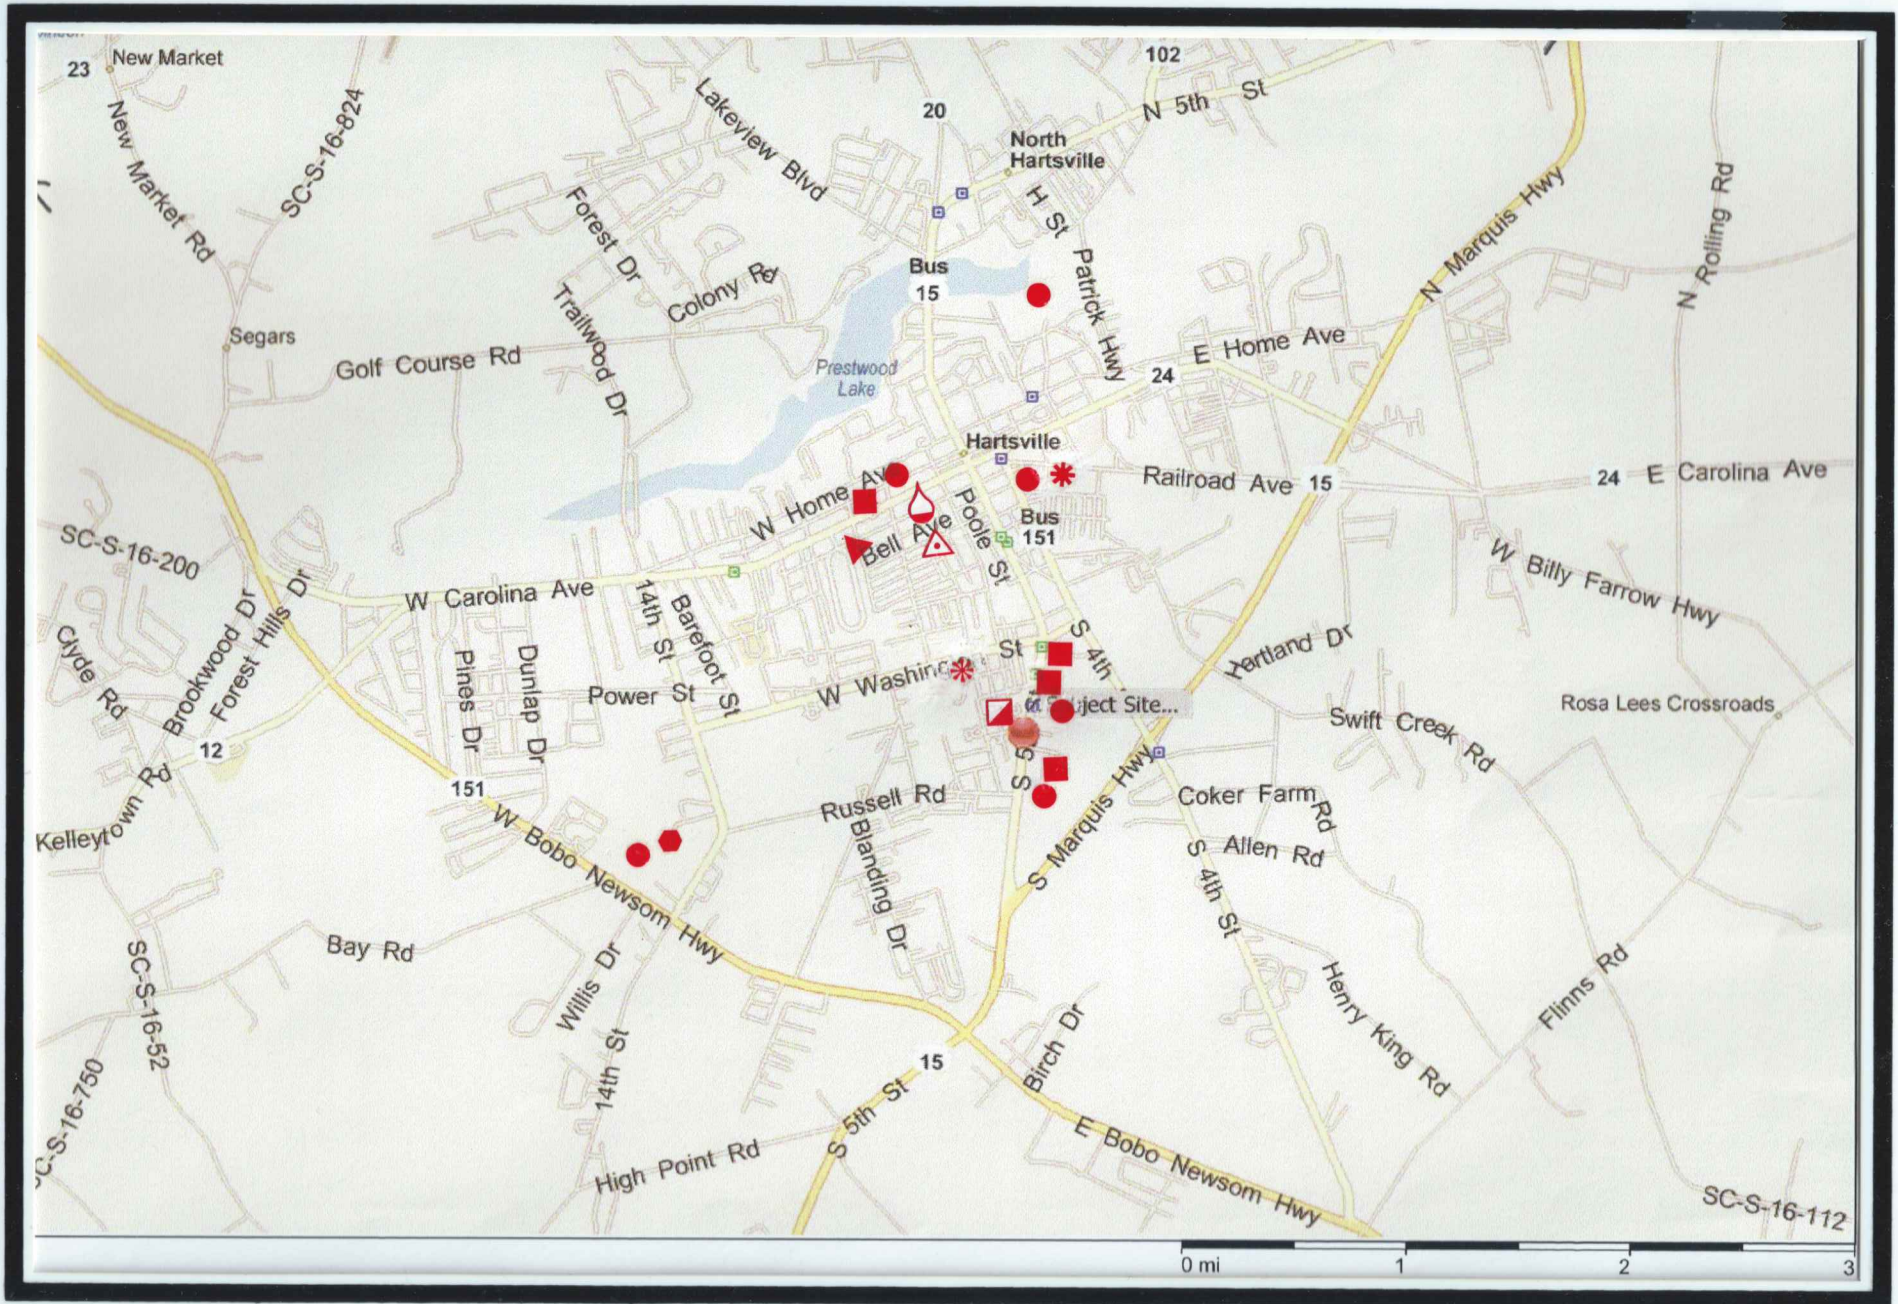 New Market
23
102
20
N 5th St
North
Hartsville
Lakeview Blvd
SC-S-16-824
New Market Rd
H St
Forest Dr
Patrick Hwy
N Marquis Hwy
N Rolling Rd
Bus
15
Colony Rd
Trailwood Dr
Segars
Golf Course Rd
Prestwood
Lake
E Home Ave
24
Hartsville
W Home Av
Railroad Ave
15
24
E Carolina Ave
Poole St
Bus
151
Bell Ave
SC-S-16-200
W Carolina Ave
14th St
Barefoot St
W Billy Farrow Hwy
Brookwood Dr
Forest Hills Dr
Clyde Rd
Pines Dr
Dunlap Dr
Power St
W Washing
St
S 4th
ject Site...
Swift Creek Rd
Rosa Lees Crossroads
12
151
Kelleytown Rd
Russell Rd
S 5
S Marquis Hwy
Coker Farm Rd
Allen Rd
S 4th St
W Bobo Newsom Hwy
Blanding Dr
Bay Rd
Willis Dr
SC-S-16-52
14th St
Henry King Rd
Flinns Rd
15
Birch Dr
S 5th St
High Point Rd
E Bobo Newsom Hwy
C-S-16-750
SC-S-16-112
0 mi
1
2
3